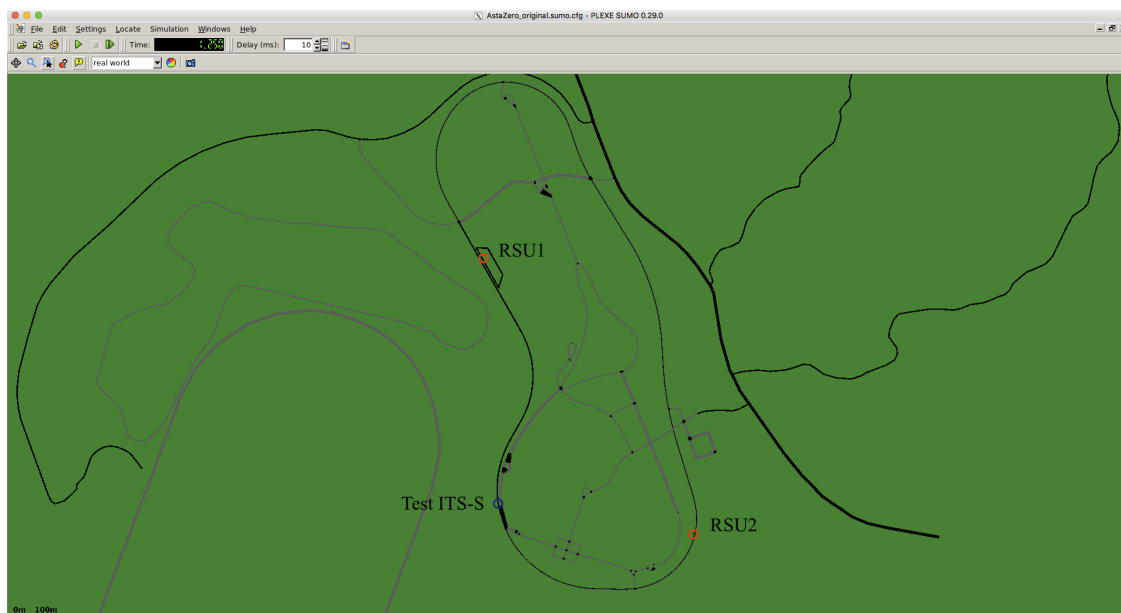 AstaZero_original.sumo.cfg - PLEXE SUMO 0.29.0
File Edit Settings Locate Simulation Windows Help
Time: Delay (ms): 10
real world
RSU1
Test ITS-S
RSU2
0m 100m